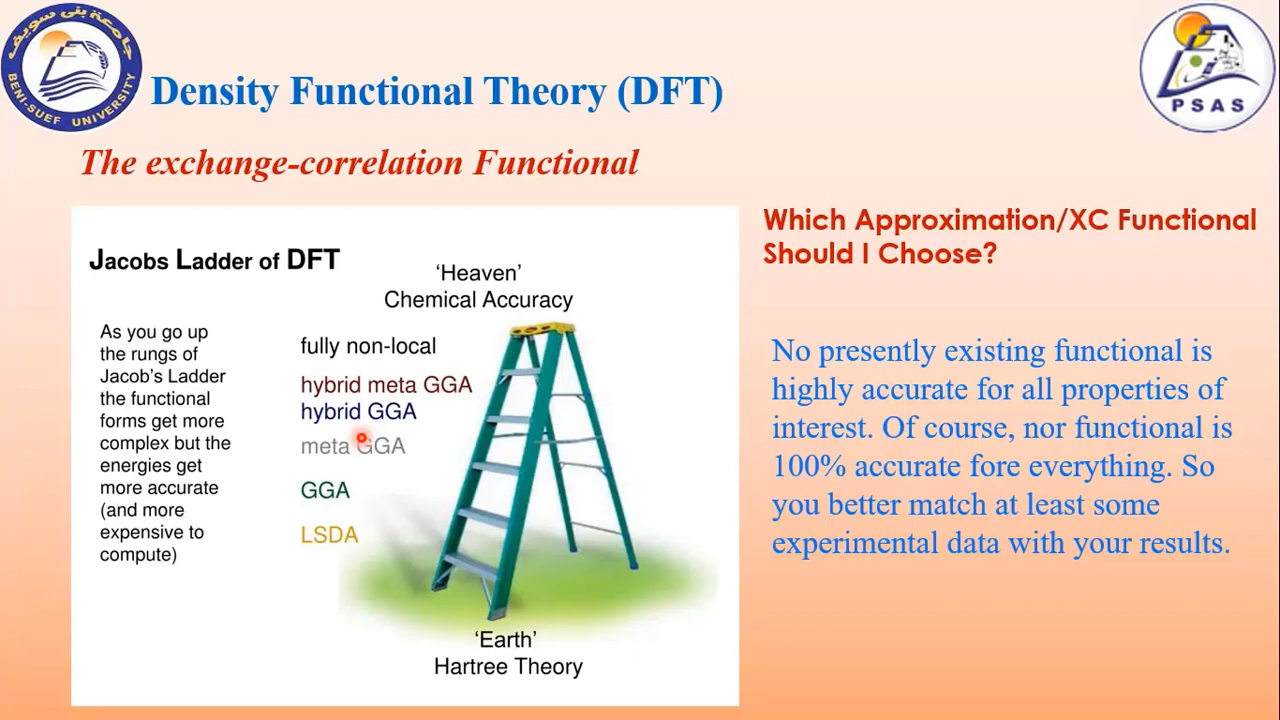 جامعة بنى سويف
BENI-SUEF UNIVERSITY
PSAS
Density Functional Theory (DFT)
The exchange-correlation Functional
Jacobs Ladder of DFT
As you go up
the rungs of
Jacob's Ladder
the functional
forms get more
complex but the
energies get
more accurate
(and more
expensive to
compute)
‘Heaven’
Chemical Accuracy
fully non-local
hybrid meta GGA
hybrid GGA
meta GGA
GGA
LSDA
‘Earth’
Hartree Theory
Which Approximation/XC Functional
Should I Choose?
No presently existing functional is
highly accurate for all properties of
interest. Of course, nor functional is
100% accurate fore everything. So
you better match at least some
experimental data with your results.